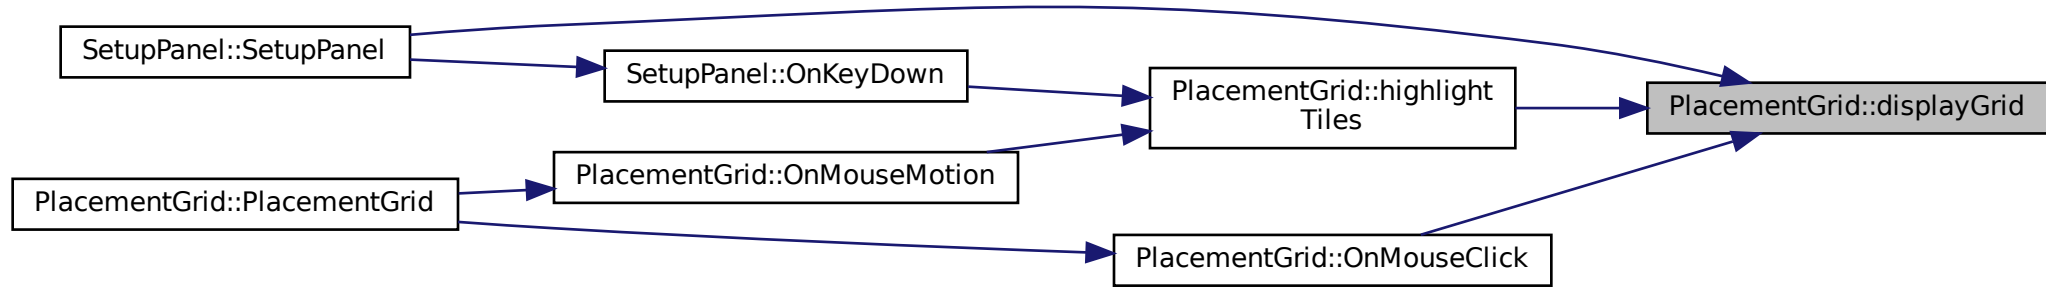 SetupPanel::SetupPanel
SetupPanel::OnKeyDown
PlacementGrid::highlight
Tiles
PlacementGrid::displayGrid
PlacementGrid::OnMouseMotion
PlacementGrid::PlacementGrid
PlacementGrid::OnMouseClick